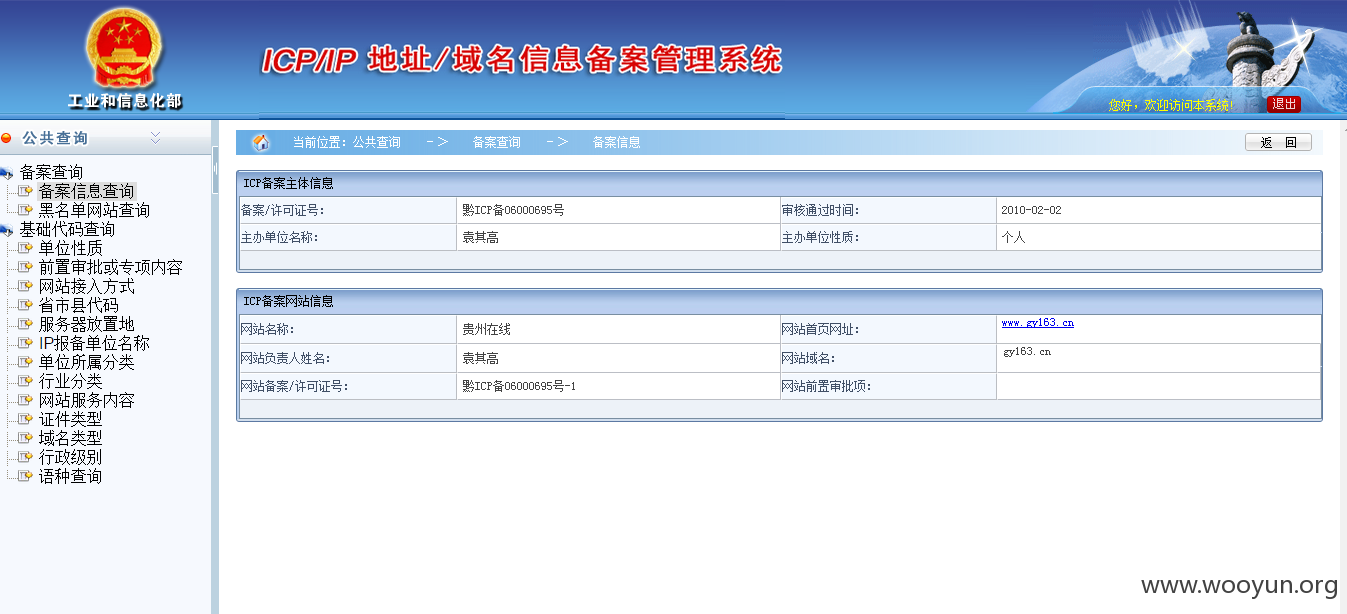 工业和信息化部
ICP/IP 地址/域名信息备案管理系统
您好，欢迎访问本系统!
退出
公共查询
备案查询
备案信息查询
黑名单网站查询
基础代码查询
单位性质
前置审批或专项内容
网站接入方式
省市县代码
服务器放置地
IP报备单位名称
单位所属分类
行业分类
网站服务内容
证件类型
域名类型
行政级别
语种查询
当前位置：公共查询 －＞ 备案查询 －＞ 备案信息
返 回
ICP备案主体信息
备案/许可证号： 黔ICP备06000695号 审核通过时间： 2010-02-02
主办单位名称： 袁其高 主办单位性质： 个人
ICP备案网站信息
网站名称： 贵州在线 网站首页网址： www.gy163.cn
网站负责人姓名： 袁其高 网站域名： gy163.cn
网站备案/许可证号： 黔ICP备06000695号-1 网站前置审批项：
www.wooyun.org